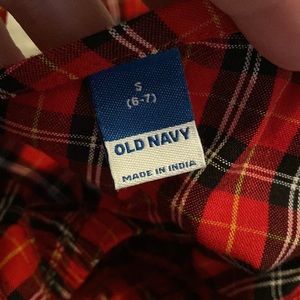 S
(6-7)
OLD NAVY
MADE IN INDIA